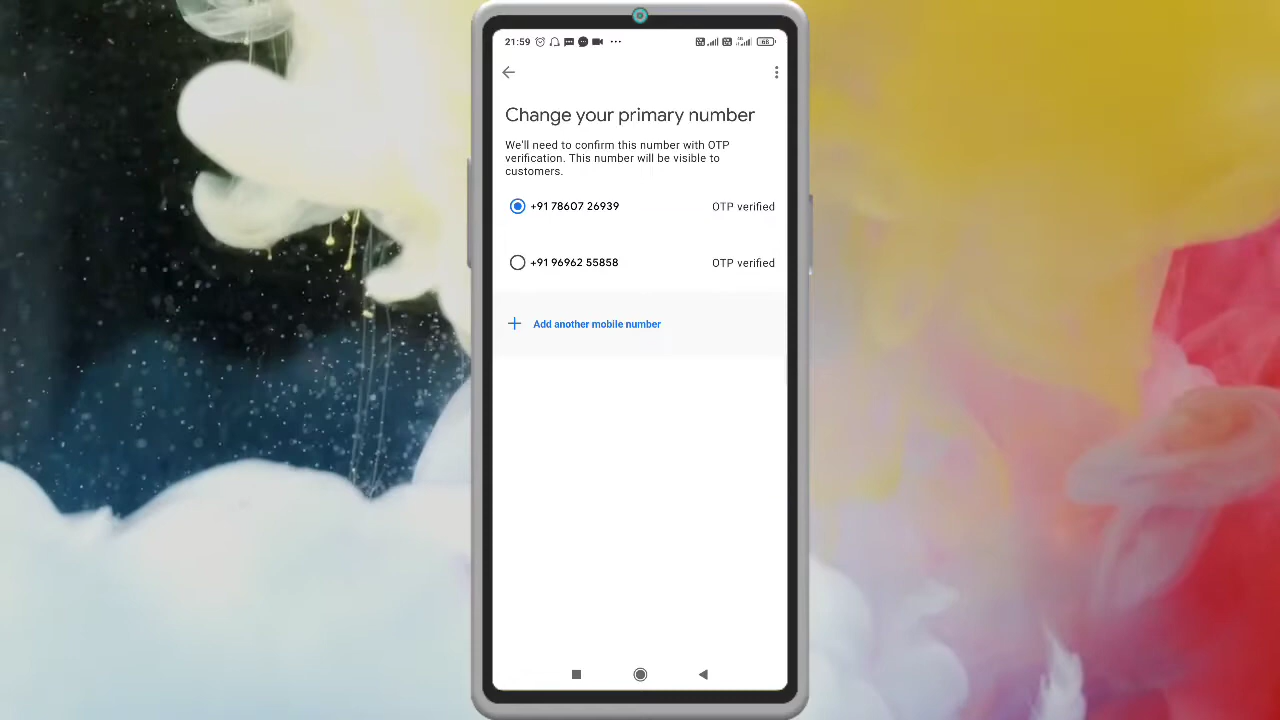 21:59
68
Change your primary number
We'll need to confirm this number with OTP
verification. This number will be visible to
customers.
+91 78607 26939 OTP verified
+91 96962 55858 OTP verified
+ Add another mobile number